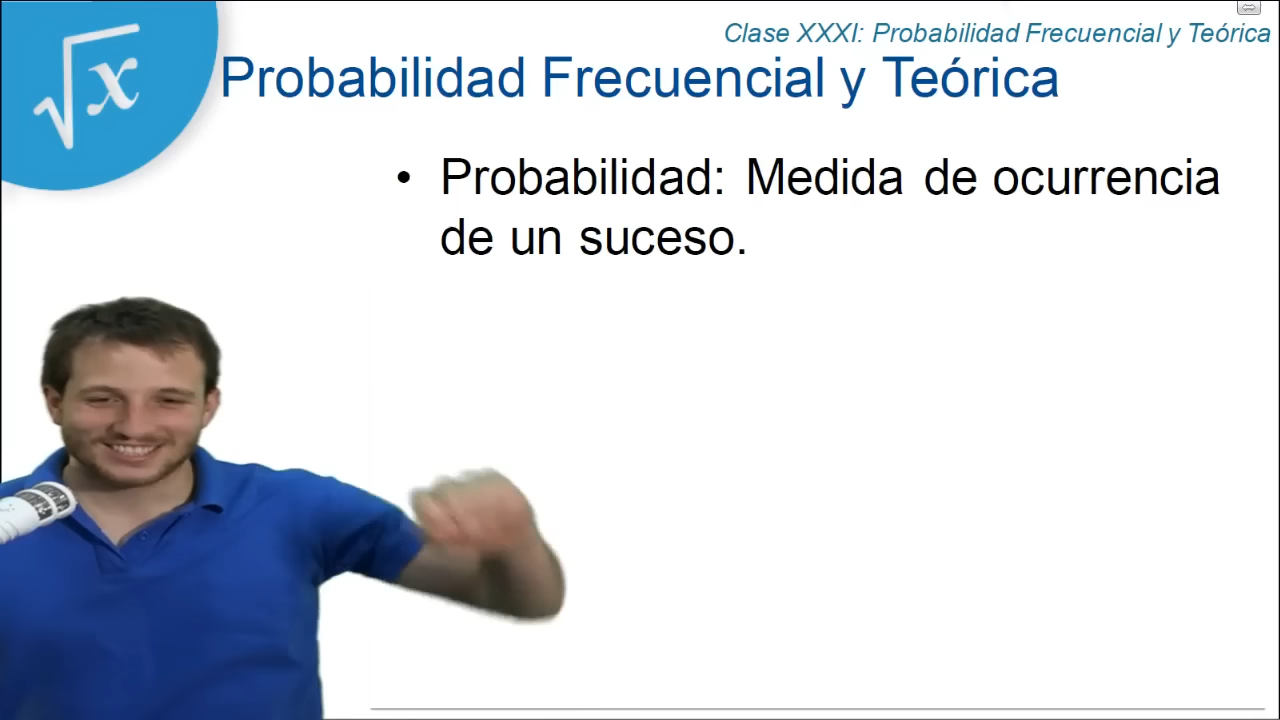 Clase XXXI: Probabilidad Frecuencial y Teórica
Probabilidad Frecuencial y Teórica
• Probabilidad: Medida de ocurrencia
de un suceso.
√x